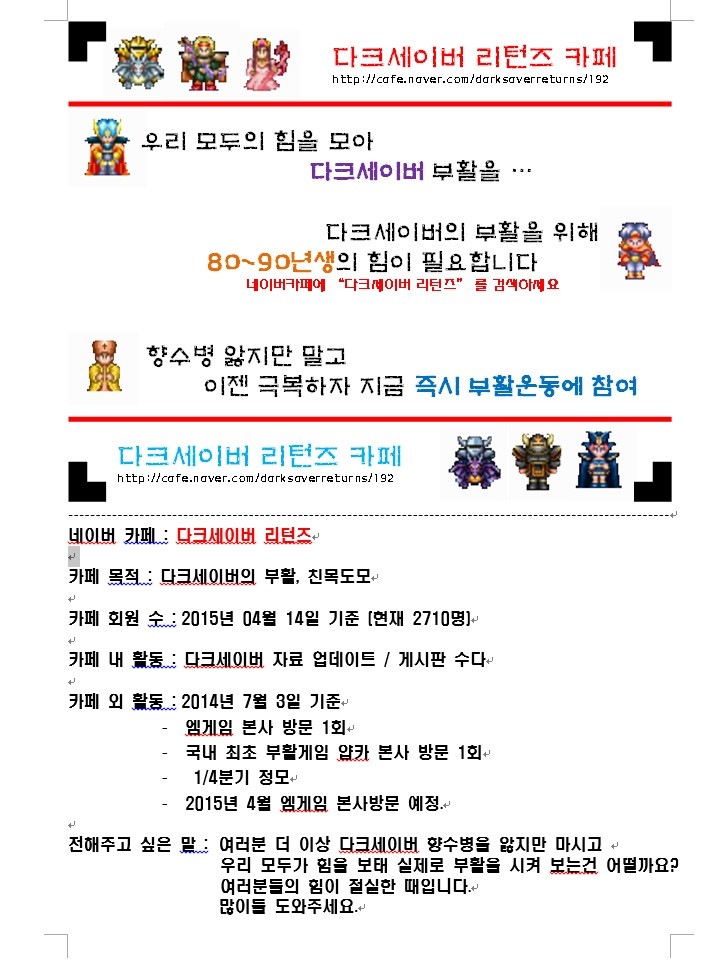 다크세이버 리턴즈 카페
http://cafe.naver.com/darksaverreturns/192
우리 모두의 힘을 모아
다크세이버 부활을 …
다크세이버의 부활을 위해
80~90년생의 힘이 필요합니다
네이버카페에 “다크세이버 리턴즈” 를 검색하세요
향수병 앓지만 말고
이젠 극복하자 지금 즉시 부활운동에 참여
다크세이버 리턴즈 카페
http://cafe.naver.com/darksaverreturns/192
네이버 카페 : 다크세이버 리턴즈
카페 목적 : 다크세이버의 부활, 친목도모
카페 회원 수 : 2015년 04월 14일 기준 (현재 2710명)
카페 내 활동 : 다크세이버 자료 업데이트 / 게시판 수다
카페 외 활동 : 2014년 7월 3일 기준
- 엠게임 본사 방문 1회
- 국내 최초 부활게임 얍카 본사 방문 1회
- 1/4분기 정모
- 2015년 4월 엠게임 본사방문 예정.
전해주고 싶은 말 : 여러분 더 이상 다크세이버 향수병을 앓지만 마시고
우리 모두가 힘을 보태 실제로 부활을 시켜 보는건 어떨까요?
여러분들의 힘이 절실한 때입니다.
많이들 도와주세요.